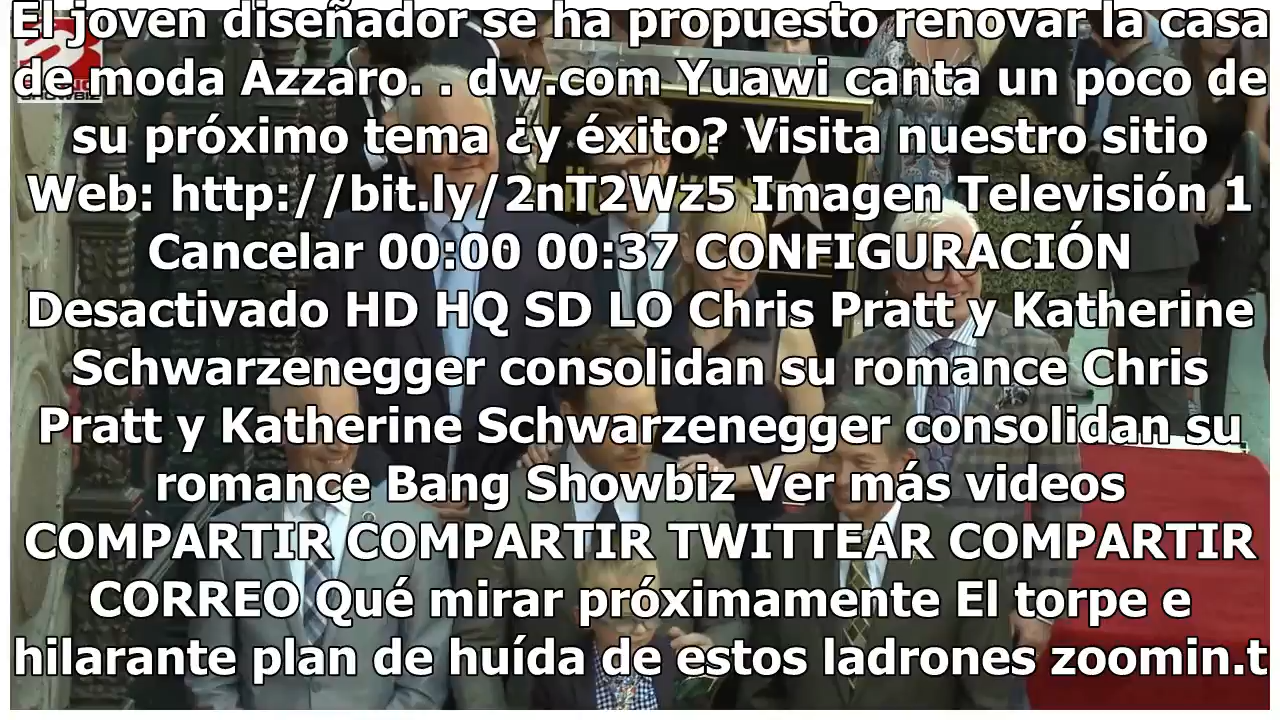 El joven diseñador se ha propuesto renovar la casa
de moda Azzaro. . dw.com Yuawi canta un poco de
su próximo tema ¿y éxito? Visita nuestro sitio
Web: http://bit.ly/2nT2Wz5 Imagen Televisión 1
Cancelar 00:00 00:37 CONFIGURACIÓN
Desactivado HD HQ SD LO Chris Pratt y Katherine
Schwarzenegger consolidan su romance Chris
Pratt y Katherine Schwarzenegger consolidan su
romance Bang Showbiz Ver más videos
COMPARTIR COMPARTIR TWITTEAR COMPARTIR
CORREO Qué mirar próximamente El torpe e
hilarante plan de huída de estos ladrones zoomin.t